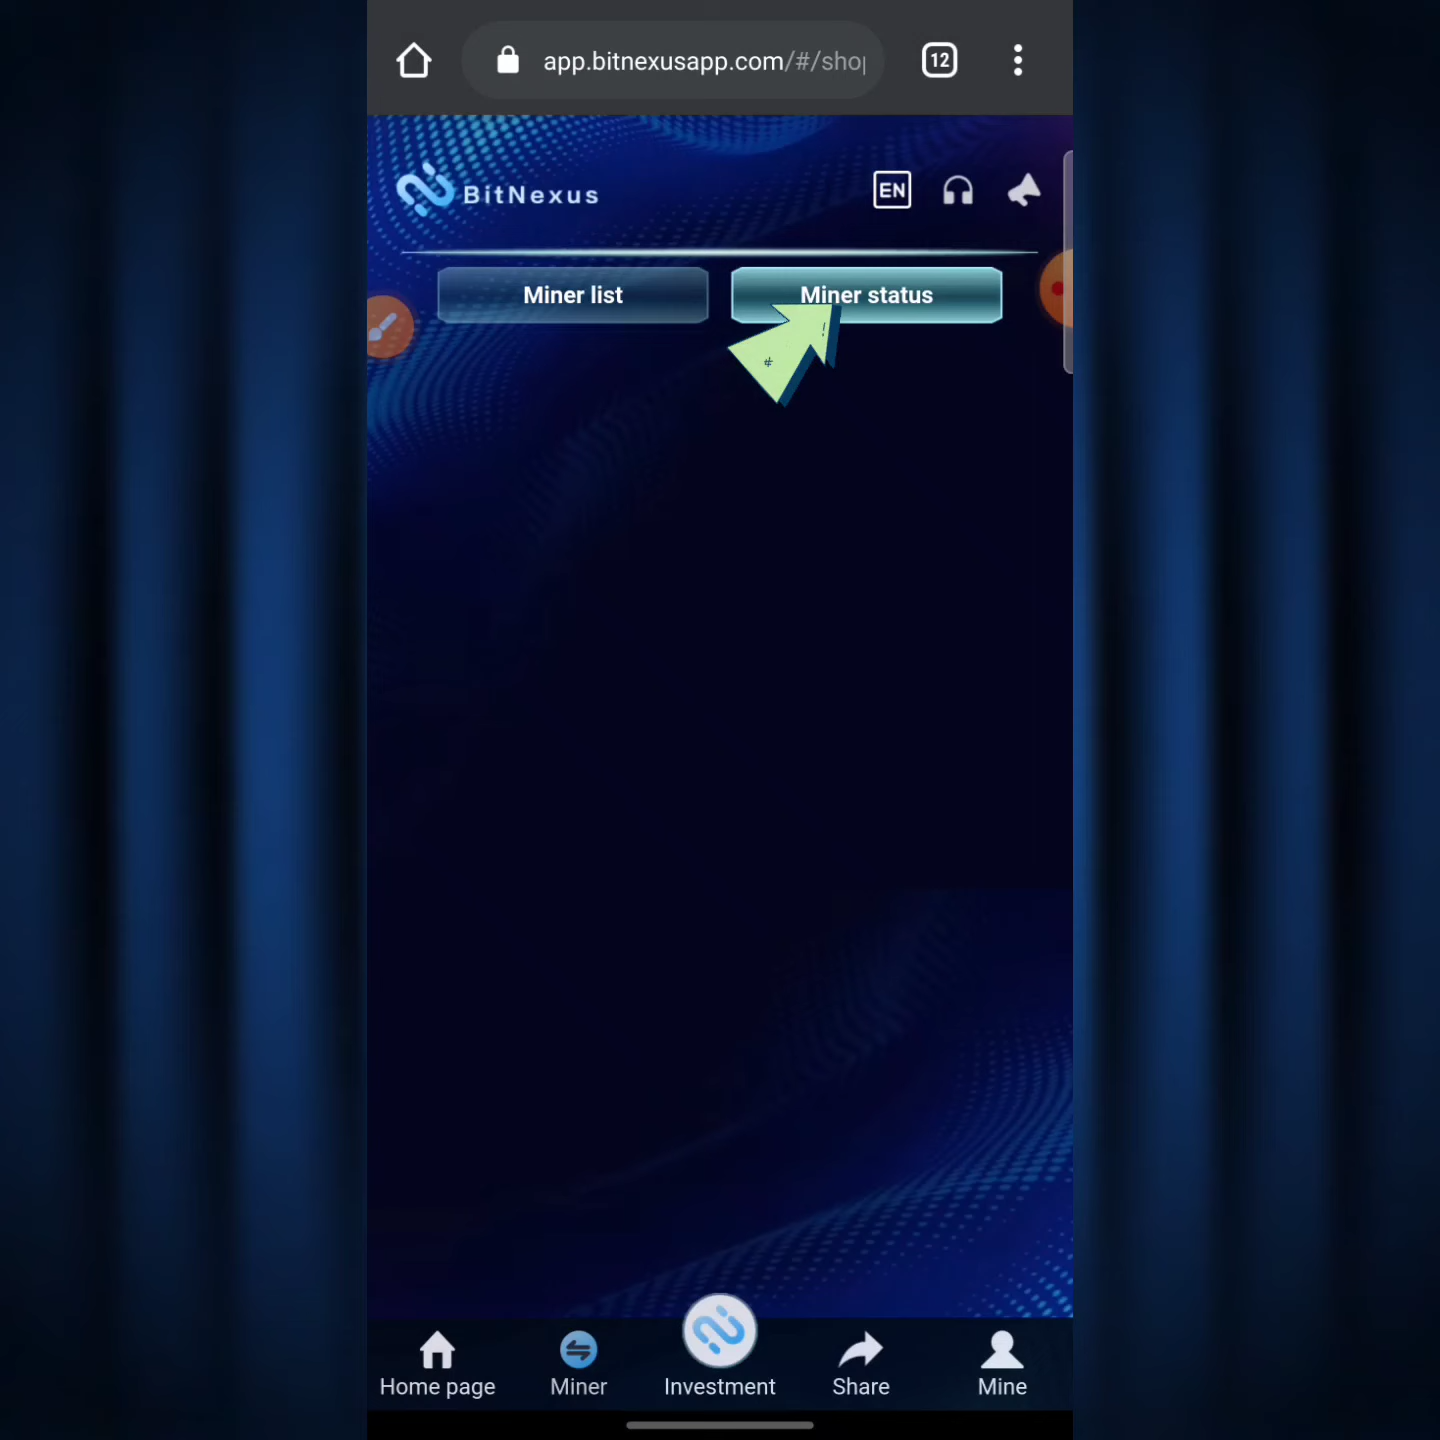 app.bitnexusapp.com/#/shop
12
BitNexus
EN
Miner list
Miner status
!
#
Home page
Miner
Investment
Share
Mine